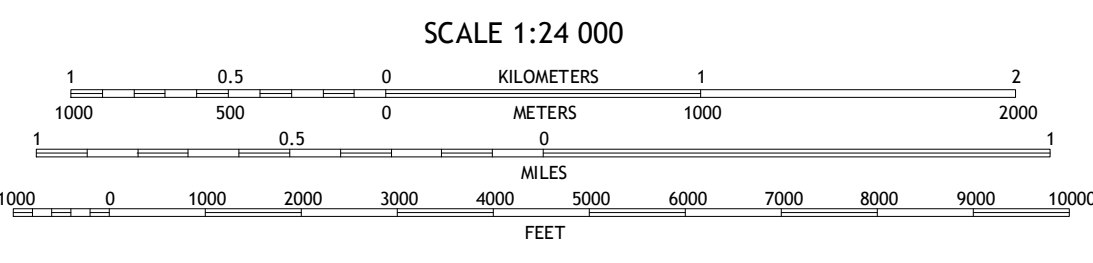 SCALE 1:24 000
1 0.5 0 KILOMETERS 1 2
1000 500 0 METERS 1000 2000
1 0.5 0 1
MILES
1000 0 1000 2000 3000 4000 5000 6000 7000 8000 9000 10000
FEET